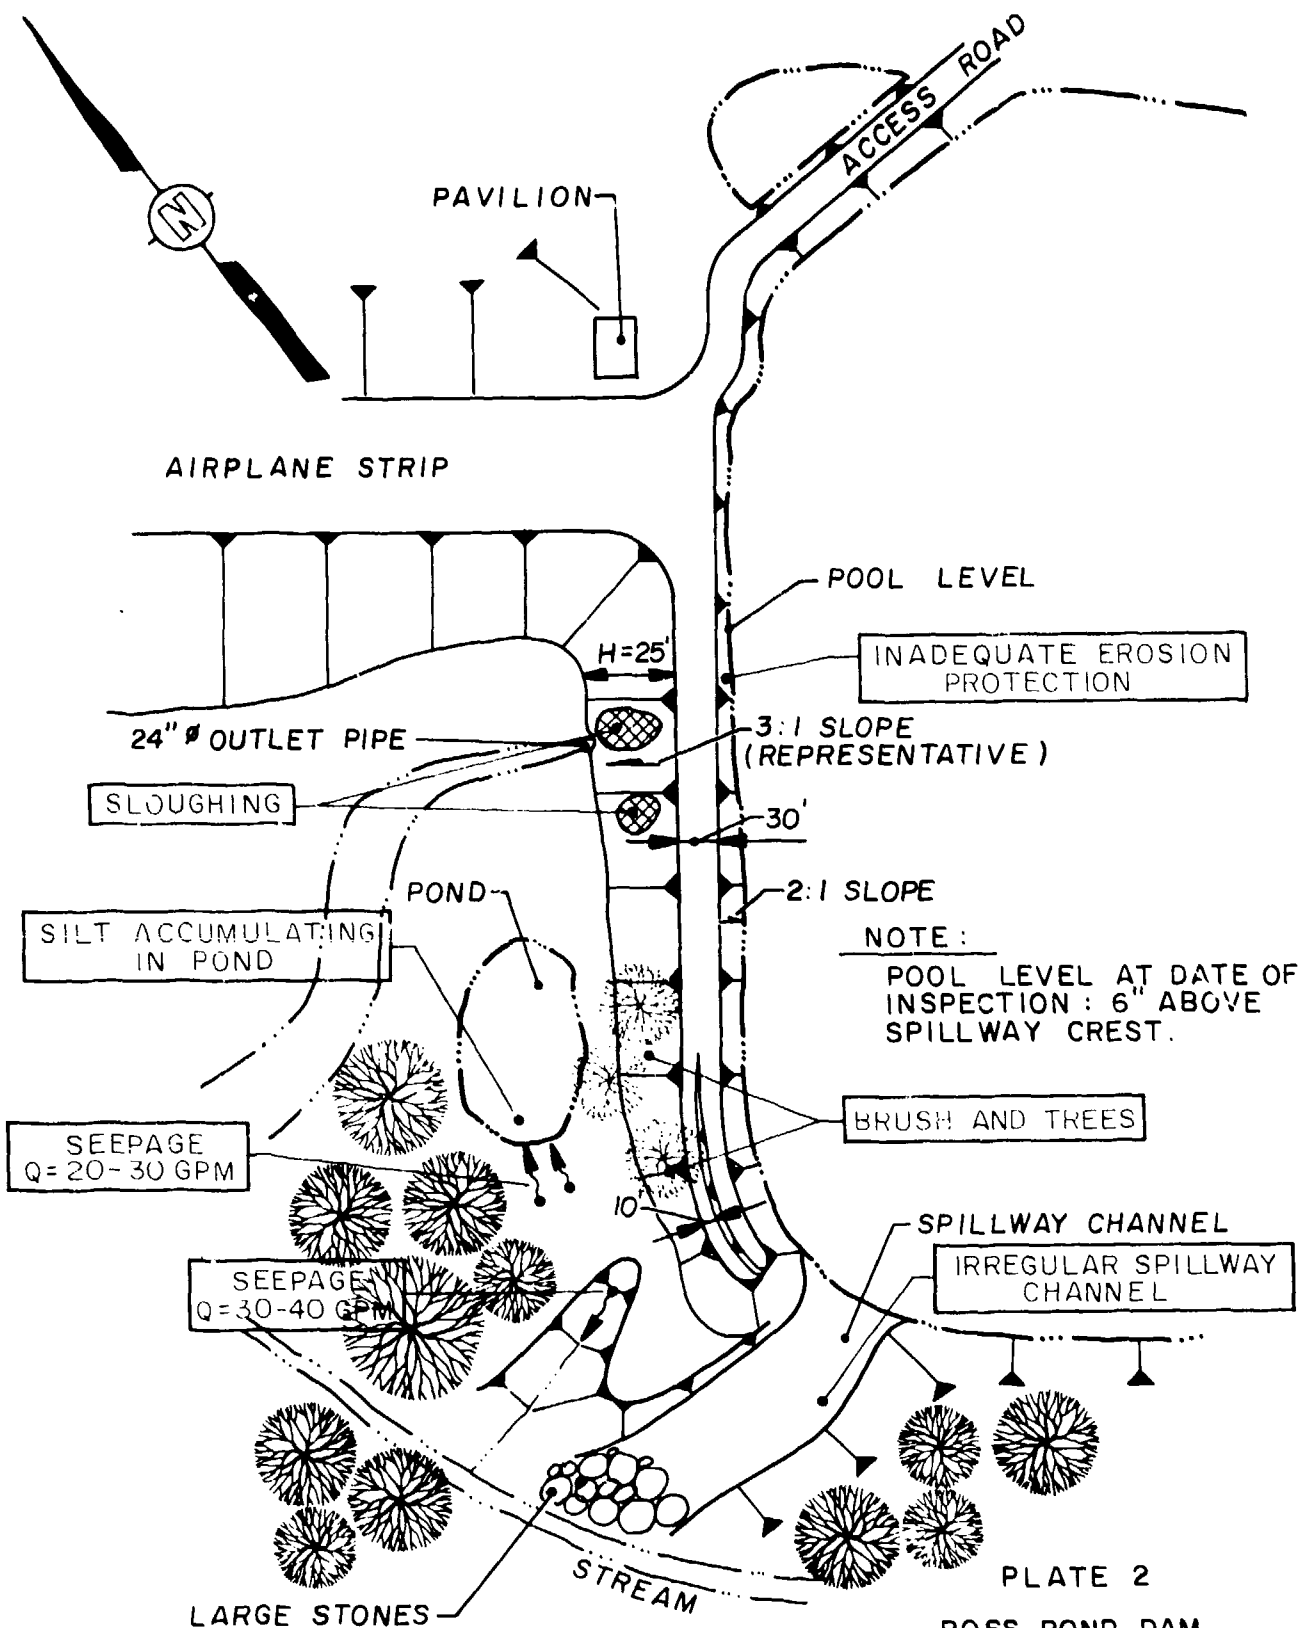 ACCESS ROAD
N
PAVILION
AIRPLANE STRIP
POOL LEVEL
H=25'
INADEQUATE EROSION
PROTECTION
24" ø OUTLET PIPE
3:1 SLOPE
(REPRESENTATIVE)
SLOUGHING
30'
POND
2:1 SLOPE
SILT ACCUMULATING
IN POND
NOTE:
POOL LEVEL AT DATE OF
INSPECTION: 6" ABOVE
SPILLWAY CREST.
BRUSH AND TREES
SEEPAGE
Q=20-30 GPM
10
SPILLWAY CHANNEL
IRREGULAR SPILLWAY
CHANNEL
SEEPAGE
Q=30-40 GPM
STREAM
PLATE 2
LARGE STONES
ROSS POND DAM